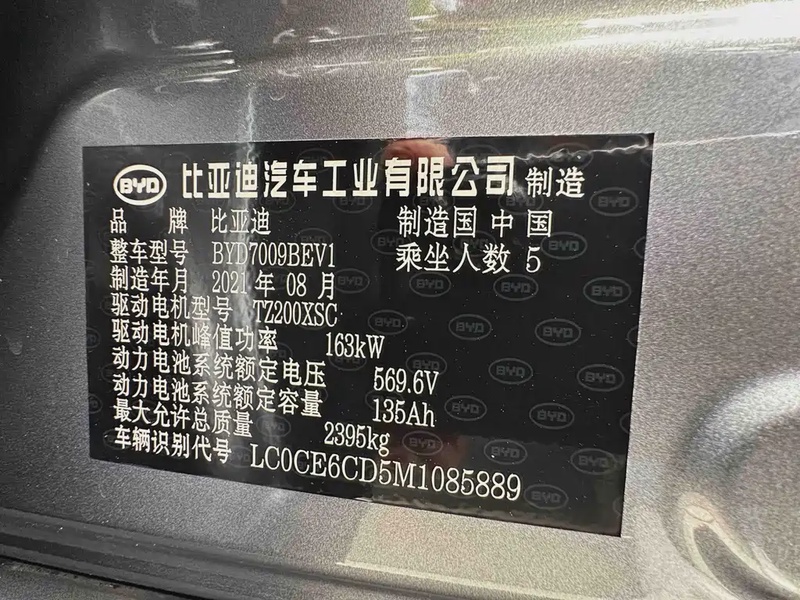 BYD 比亚迪汽车工业有限公司 制造
品牌 比亚迪 制造国 中国
整车型号 BYD7009BEV1 乘坐人数 5
制造年月 2021 年 08 月
驱动电机型号 TZ200XSC
驱动电机峰值功率 163kW
动力电池系统额定电压 569.6V
动力电池系统额定容量 135Ah
最大允许总质量 2395kg
车辆识别代号 LC0CE6CD5M1085889